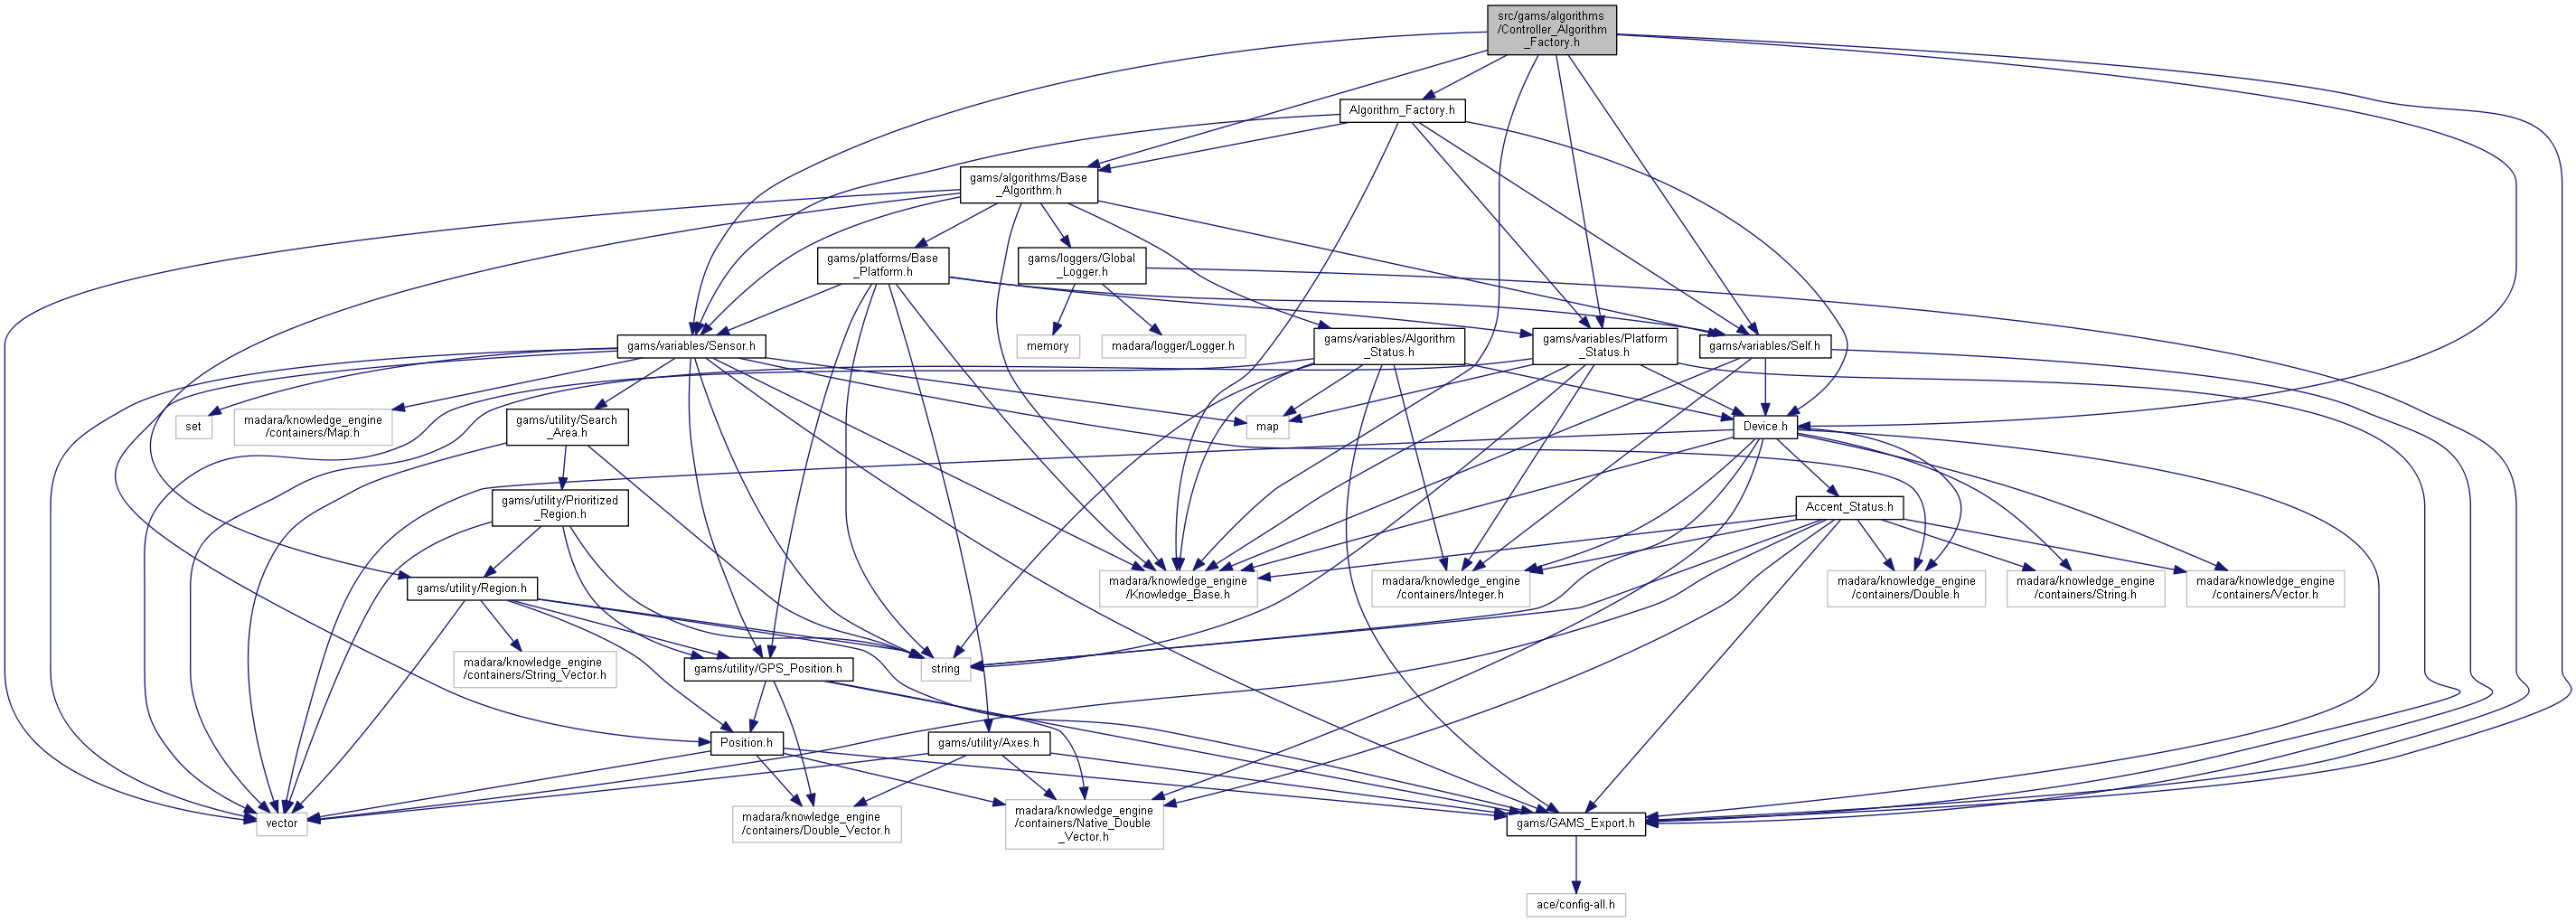 src/gams/algorithms
/Controller_Algorithm
_Factory.h
Algorithm_Factory.h
gams/algorithms/Base
_Algorithm.h
gams/platforms/Base
_Platform.h
gams/loggers/Global
_Logger.h
gams/variables/Sensor.h
memory
madara/logger/Logger.h
gams/variables/Algorithm
_Status.h
gams/variables/Platform
_Status.h
gams/variables/Self.h
set
madara/knowledge_engine
/containers/Map.h
gams/utility/Search
_Area.h
map
Device.h
gams/utility/Prioritized
_Region.h
Accent_Status.h
gams/utility/Region.h
madara/knowledge_engine
/Knowledge_Base.h
madara/knowledge_engine
/containers/Integer.h
madara/knowledge_engine
/containers/Double.h
madara/knowledge_engine
/containers/String.h
madara/knowledge_engine
/containers/Vector.h
madara/knowledge_engine
/containers/String_Vector.h
gams/utility/GPS_Position.h
string
Position.h
gams/utility/Axes.h
vector
madara/knowledge_engine
/containers/Double_Vector.h
madara/knowledge_engine
/containers/Native_Double
_Vector.h
gams/GAMS_Export.h
ace/config-all.h